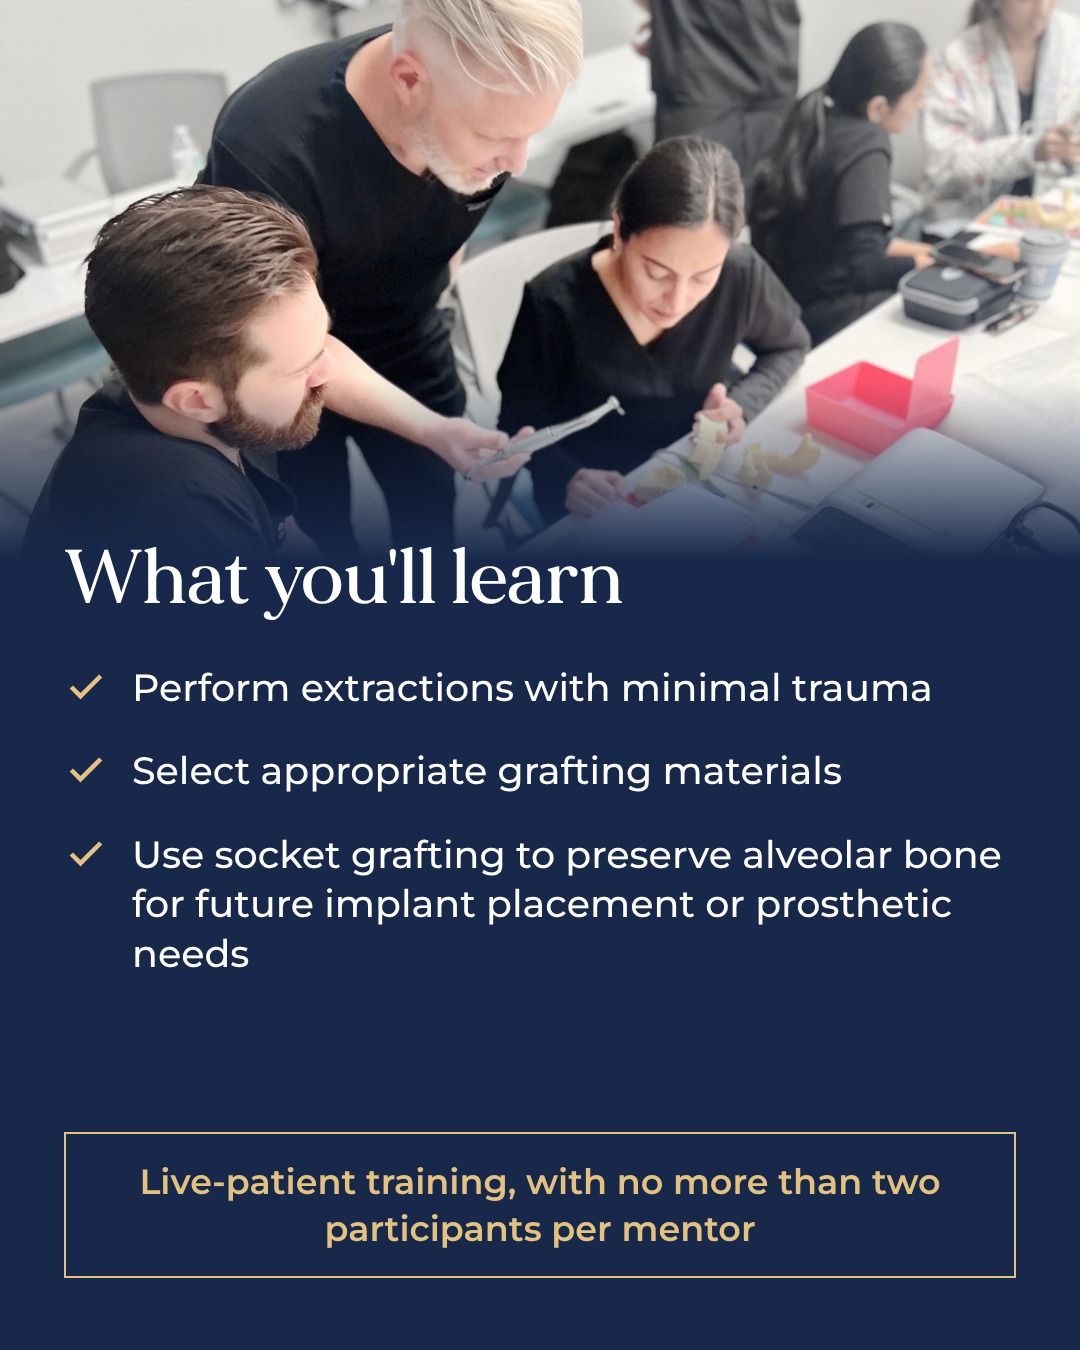 What you'll learn
Perform extractions with minimal trauma
Select appropriate grafting materials
Use socket grafting to preserve alveolar bone
for future implant placement or prosthetic
needs
Live-patient training, with no more than two
participants per mentor